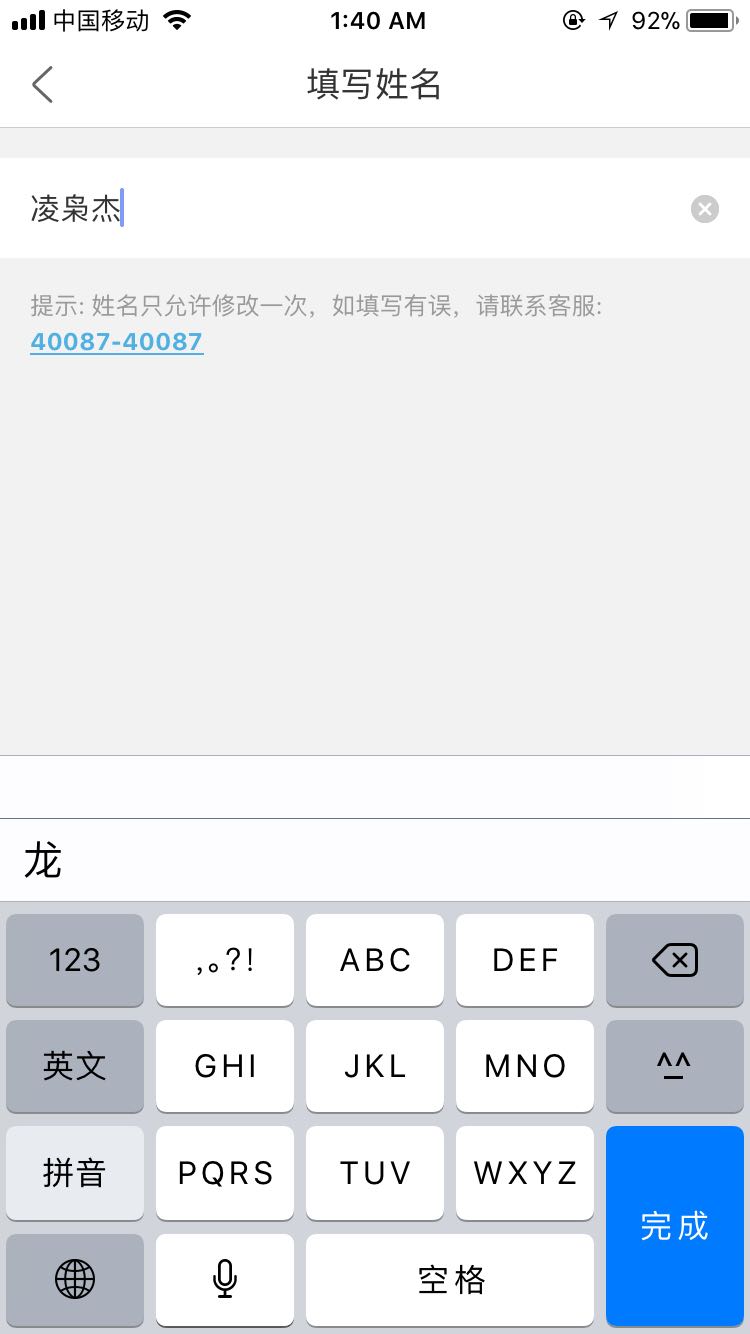 中国移动 1:40 AM 92%
填写姓名
凌枭杰
提示: 姓名只允许修改一次，如填写有误，请联系客服:
40087-40087
龙
123 ,。?! ABC DEF
英文 GHI JKL MNO ^^
拼音 PQRS TUV WXYZ
完成
空格